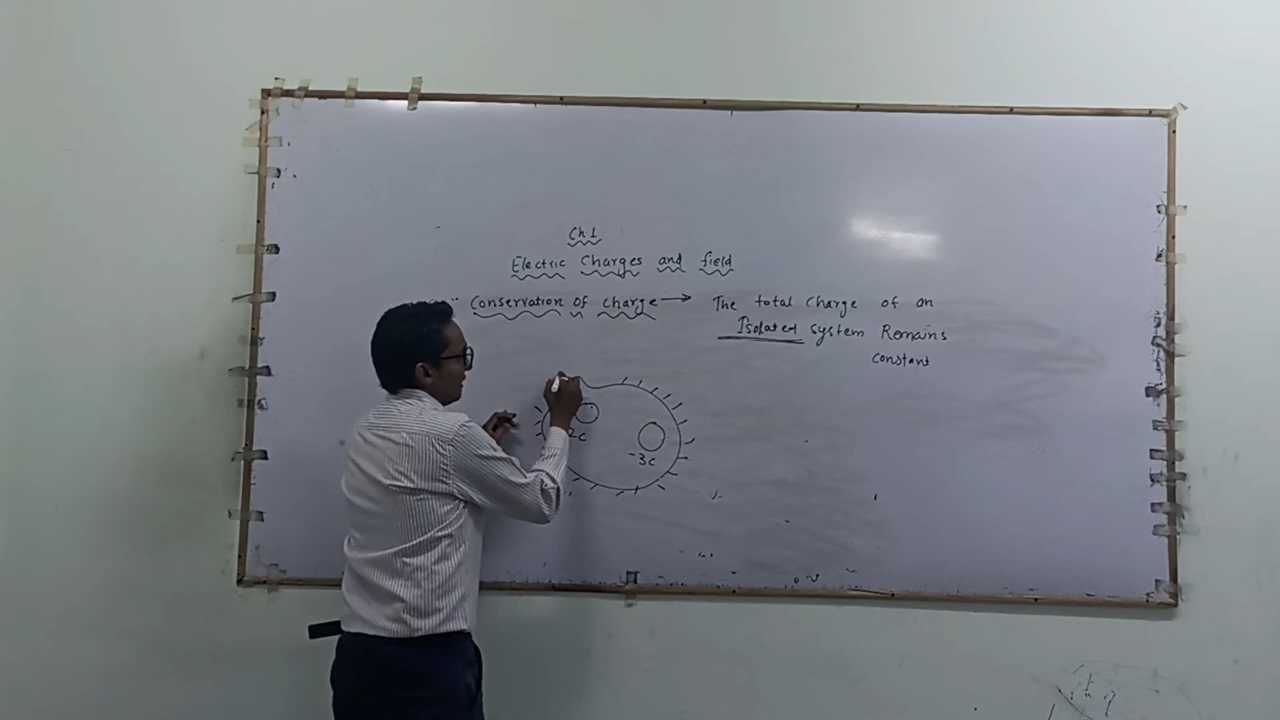 Ch 1
Electric Charges and field
Conservation of charge → The total charge of an
Isolated system Remains
constant
2c
-3c